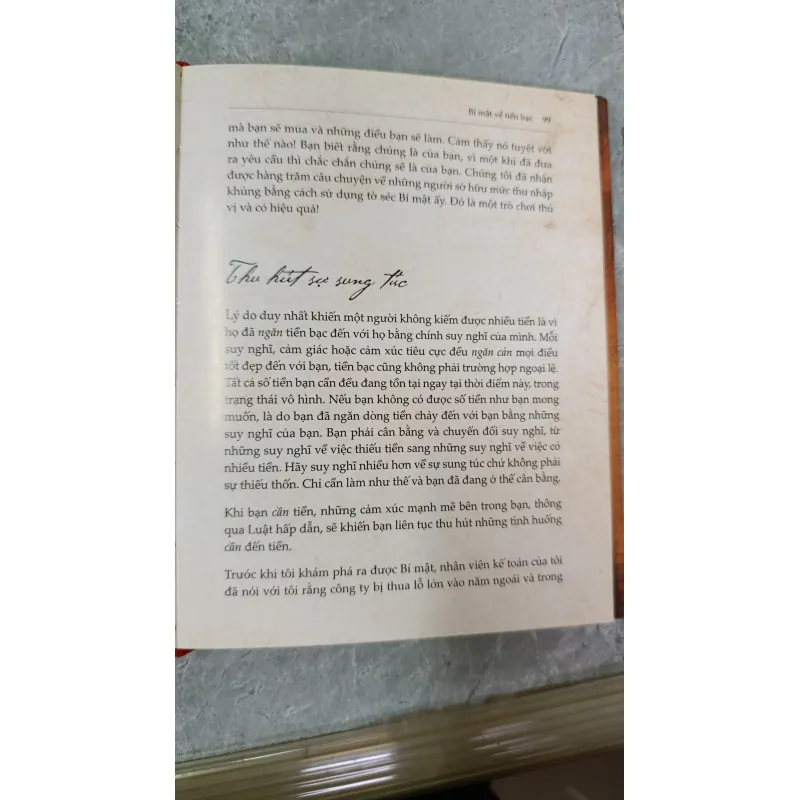 Bí mật về tiền bạc 99
mà bạn sẽ mua và những điều bạn sẽ làm. Cảm thấy nó tuyệt vời
như thế nào! Bạn biết rằng chúng là của bạn, vì một khi đã đưa
ra yêu cầu thì chắc chắn chúng sẽ là của bạn. Chúng tôi đã nhận
được hàng trăm câu chuyện về những người sở hữu mức thu nhập
khủng bằng cách sử dụng tờ séc Bí mật ấy. Đó là một trò chơi thú
vị và có hiệu quả!
Thu hút sự sung túc
Lý do duy nhất khiến một người không kiếm được nhiều tiền là vì
họ đã ngăn tiền bạc đến với họ bằng chính suy nghĩ của mình. Mỗi
suy nghĩ, cảm giác hoặc cảm xúc tiêu cực đều ngăn cản mọi điều
tốt đẹp đến với bạn, tiền bạc cũng không phải trường hợp ngoại lệ.
Tất cả số tiền bạn cần đều đang tồn tại ngay tại thời điểm này, trong
trạng thái vô hình. Nếu bạn không có được số tiền như bạn mong
muốn, là do bạn đã ngăn dòng tiền chảy đến với bạn bằng những
suy nghĩ của bạn. Bạn phải cân bằng và chuyển đổi suy nghĩ, từ
những suy nghĩ về việc thiếu tiền sang những suy nghĩ về việc có
nhiều tiền. Hãy suy nghĩ nhiều hơn về sự sung túc chứ không phải
sự thiếu thốn. Chỉ cần làm như thế và bạn đã đang ở thế cân bằng.
Khi bạn cần tiền, những cảm xúc mạnh mẽ bên trong bạn, thông
qua Luật hấp dẫn, sẽ khiến bạn liên tục thu hút những tình huống
cần đến tiền.
Trước khi tôi khám phá ra được Bí mật, nhân viên kế toán của tôi
đã nói với tôi rằng công ty bị thua lỗ lớn vào năm ngoái và trong